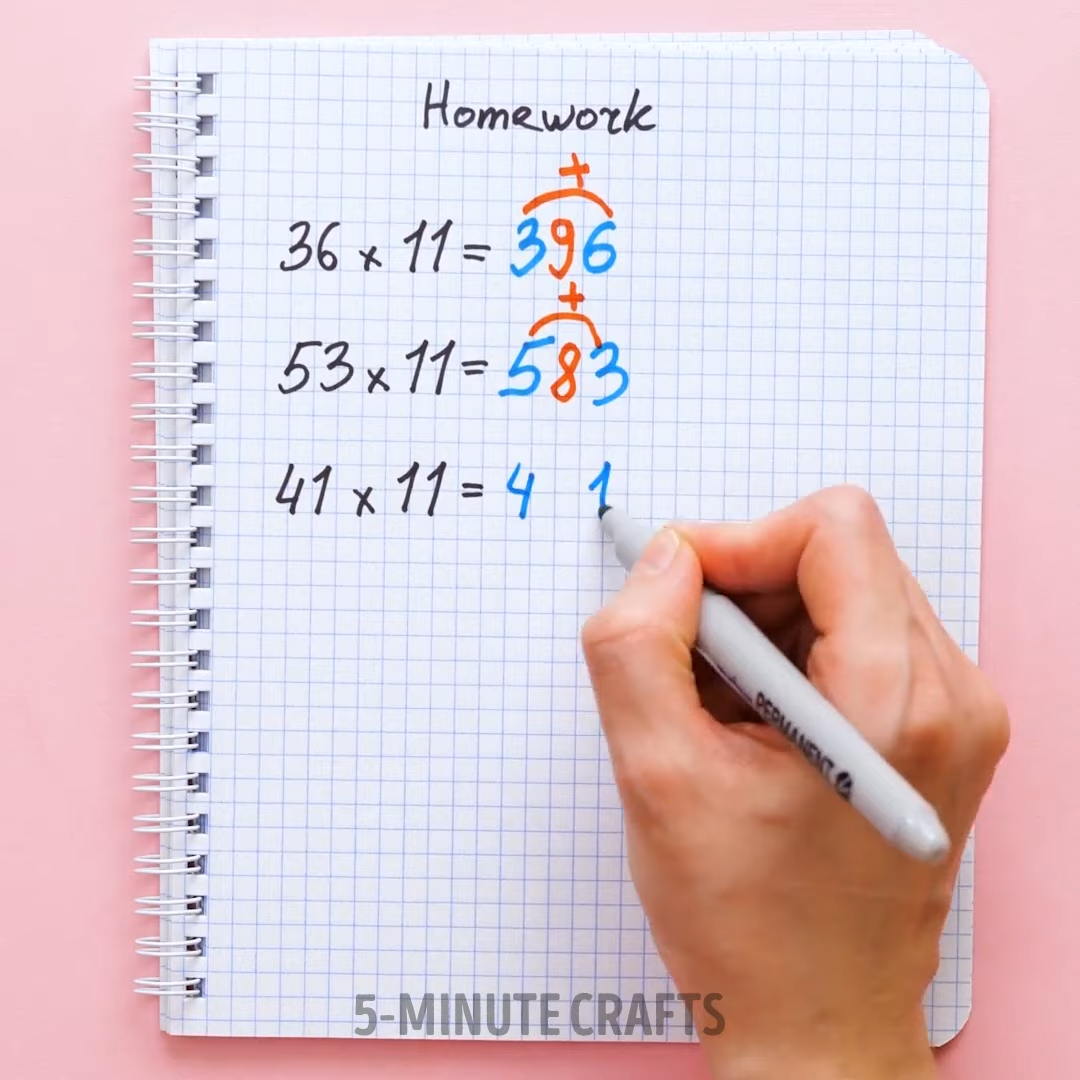 Homework
+
36 x 11 = 396
+
53 x 11 = 583
41 x 11 = 4 1
PERMANENT
5-MINUTE CRAFTS